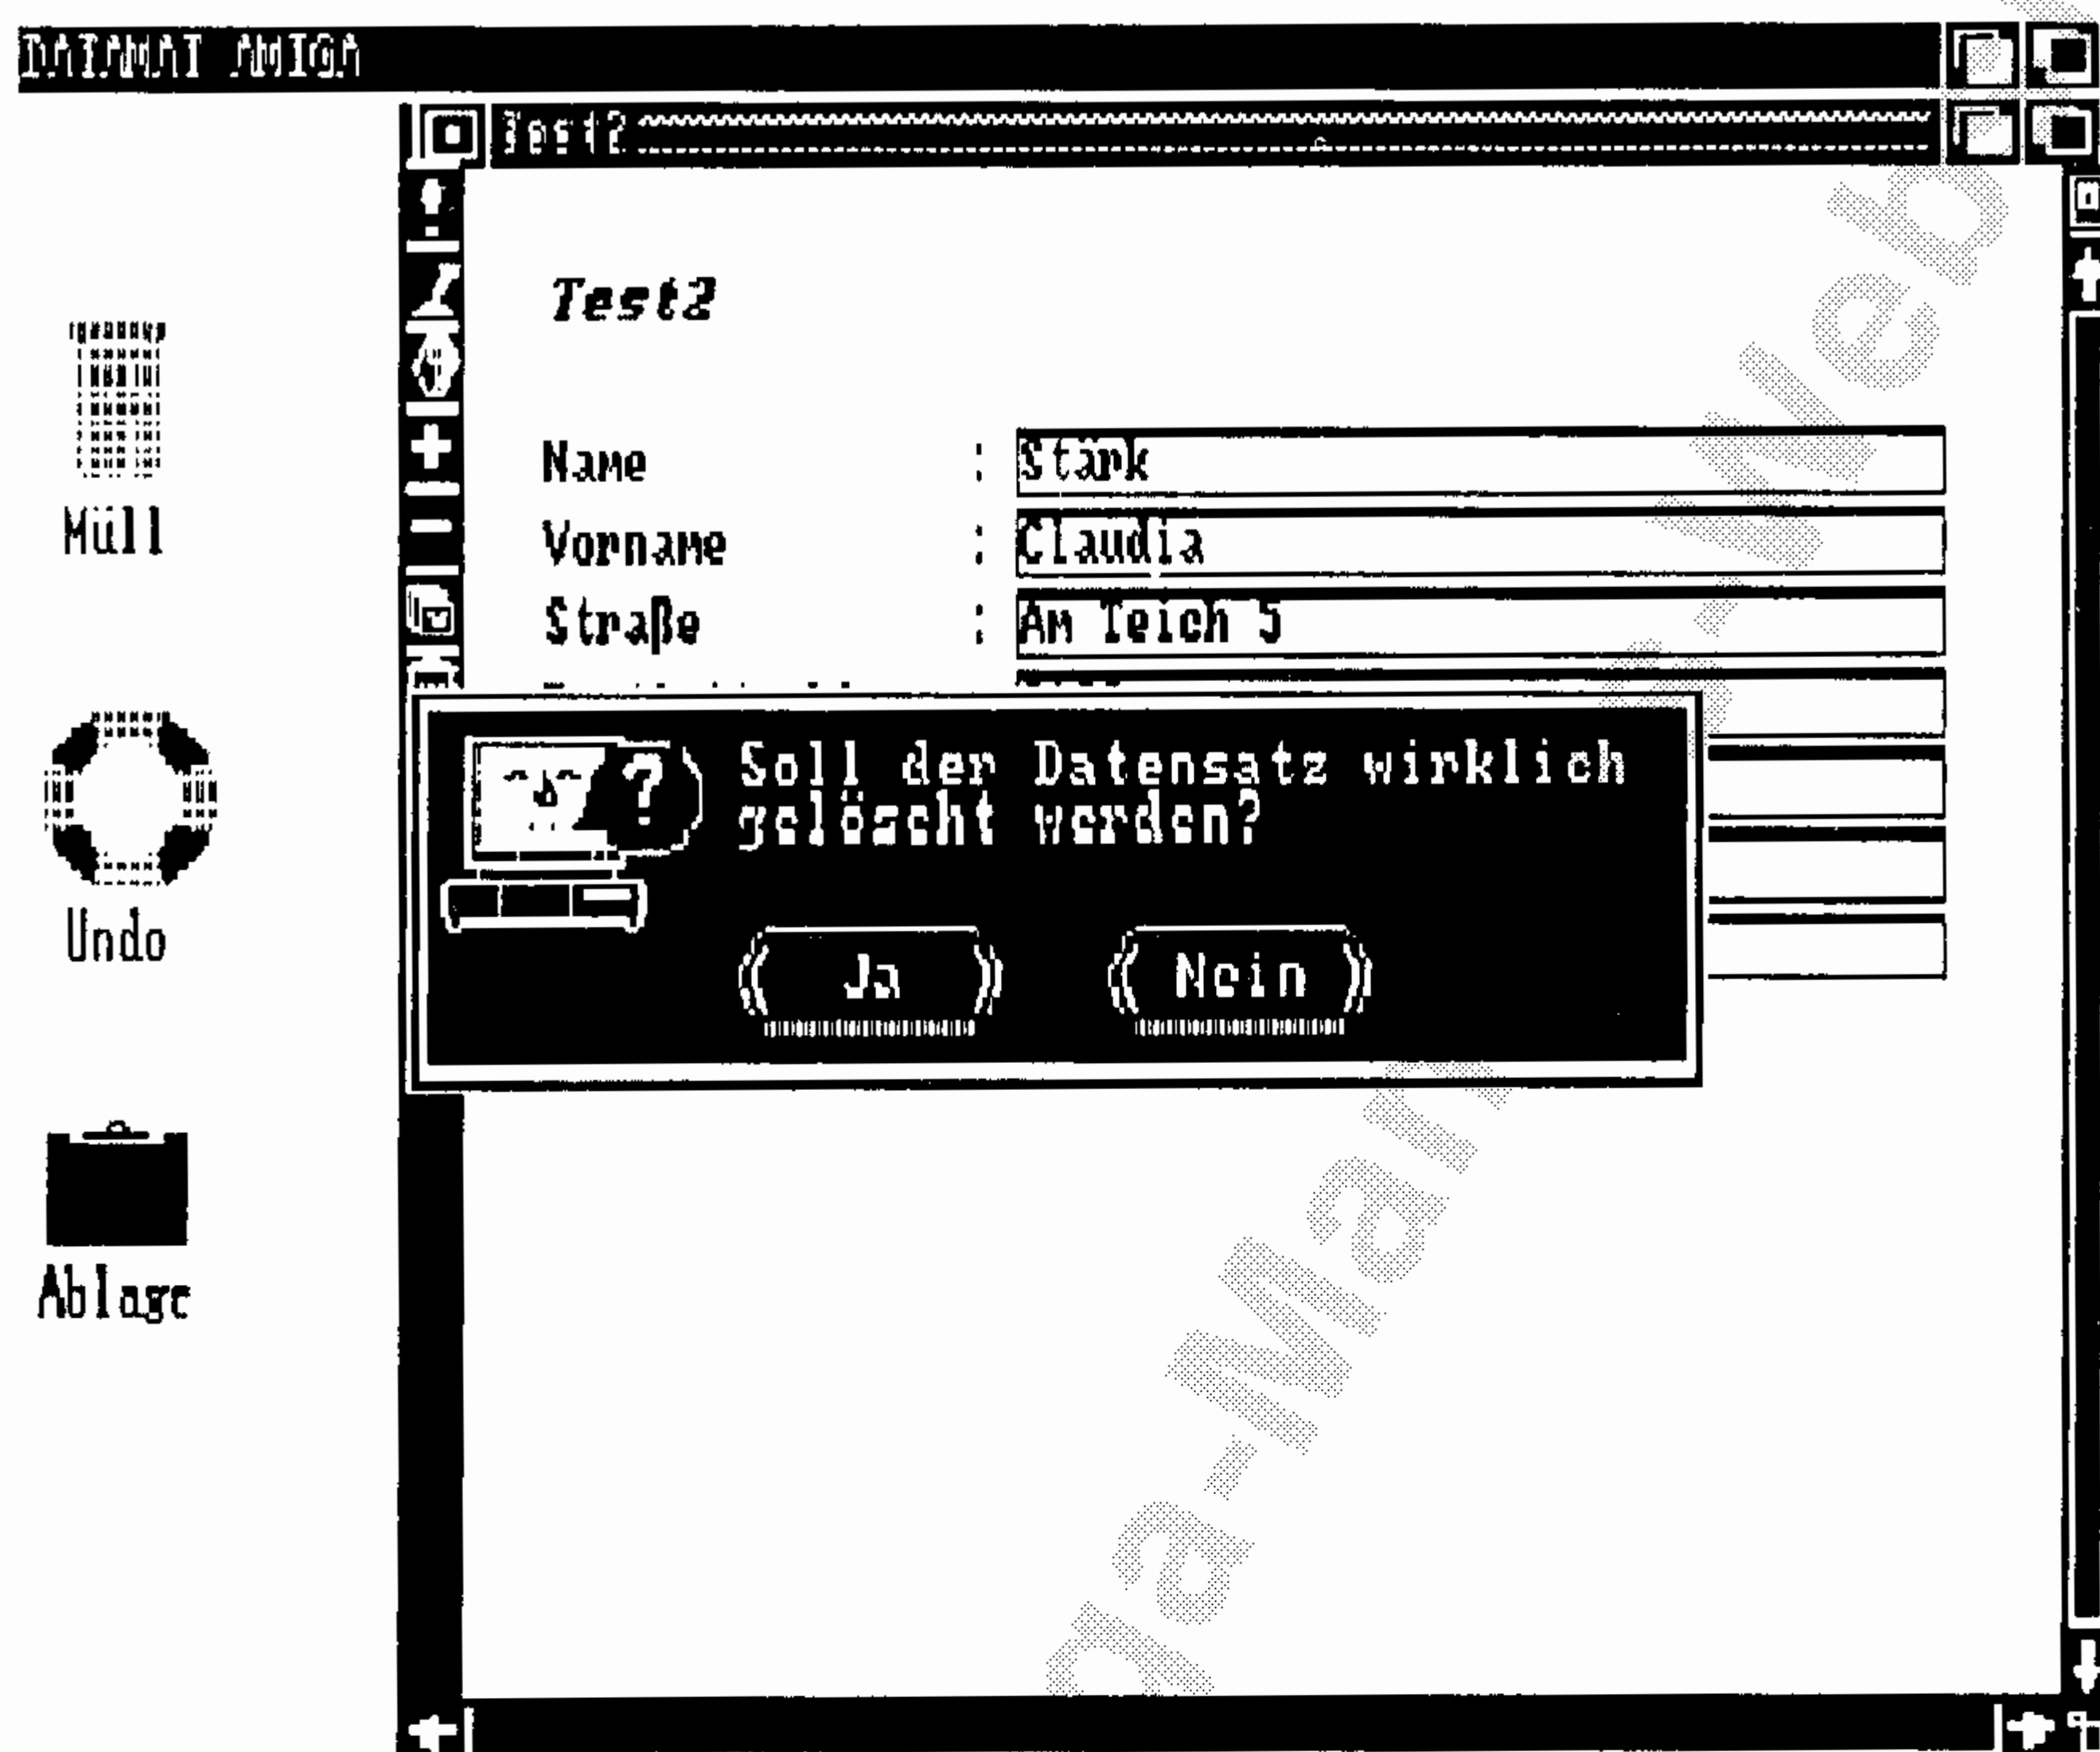 DATAMAT AMIGA
Test2
Test2
Name : Stark
Vorname : Claudia
Straße : Am Teich 5
Soll der Datensatz wirklich
gelöscht werden?
Ja Nein
Müll
Undo
Ablage